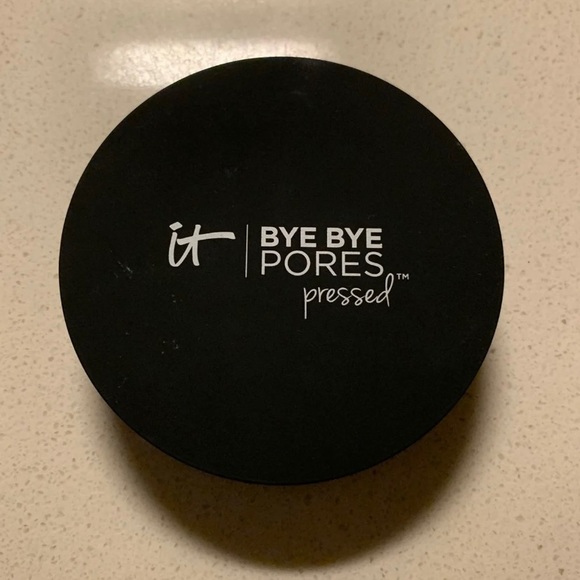 it | BYE BYE
PORES
pressed™